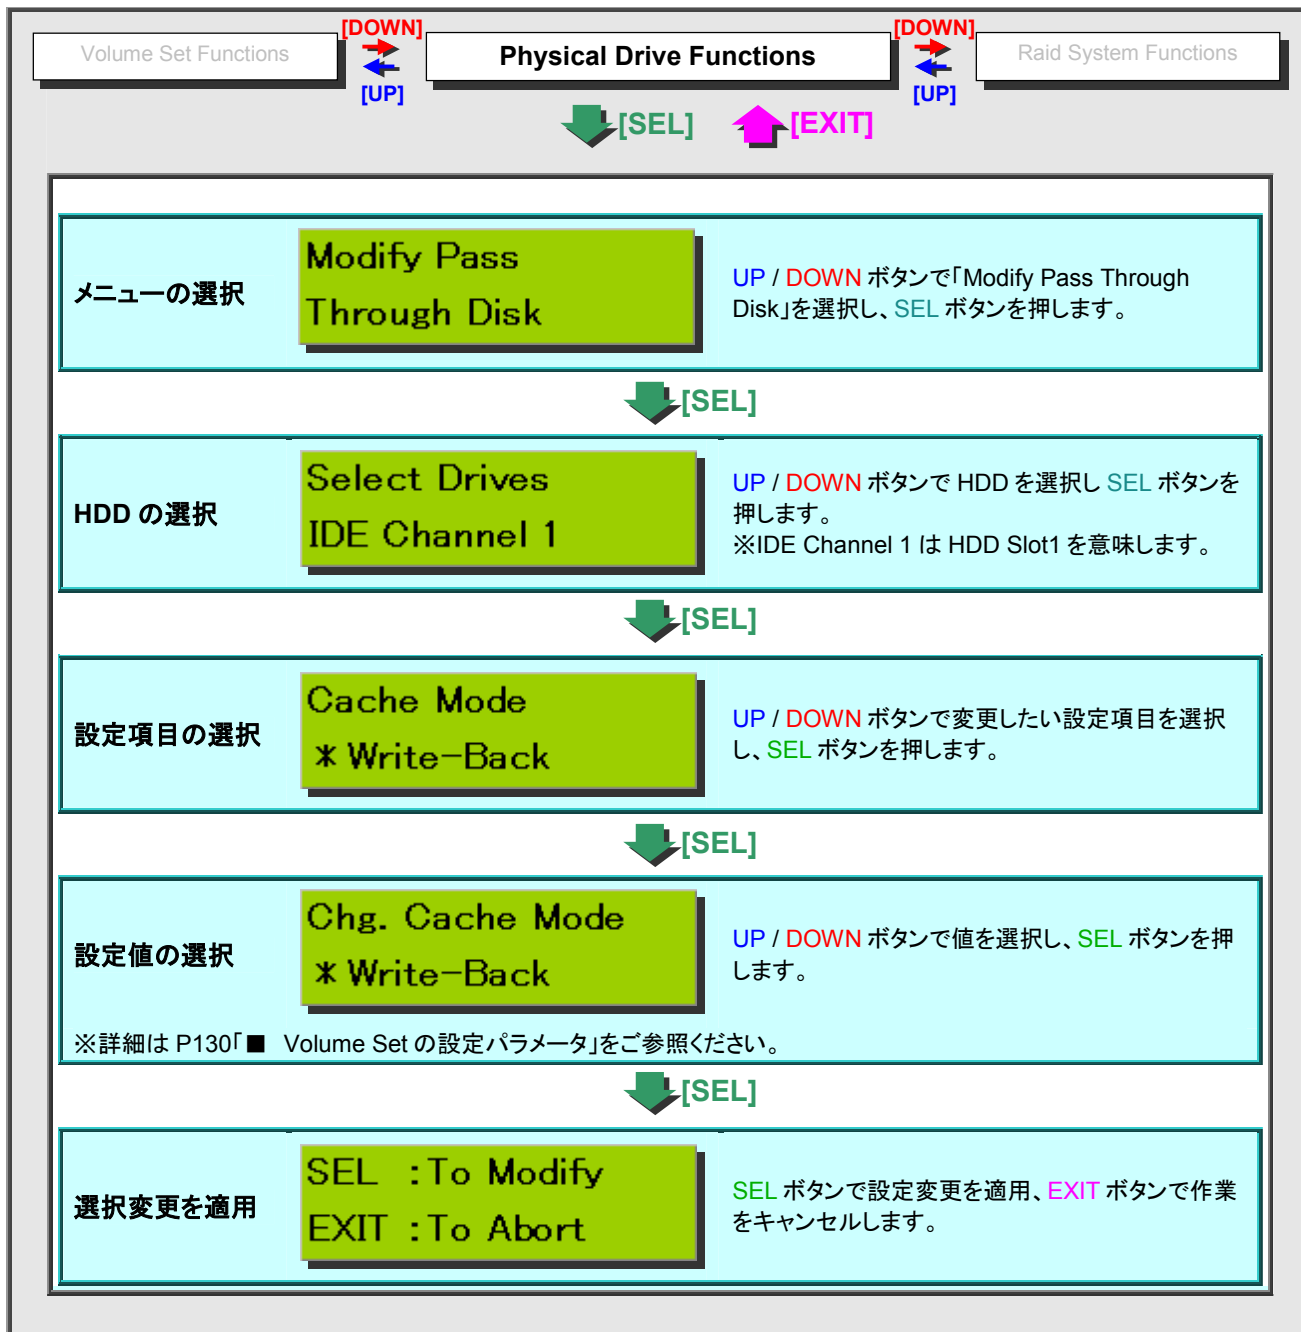 [DOWN]
[DOWN]
Volume Set Functions
Physical Drive Functions
Raid System Functions
[UP]
[UP]
[SEL]
[EXIT]
メニューの選択
Modify Pass
Through Disk
UP / DOWN ボタンで「Modify Pass Through
Disk」を選択し、SEL ボタンを押します。
[SEL]
HDD の選択
Select Drives
IDE Channel 1
UP / DOWN ボタンで HDD を選択し SEL ボタンを
押します。
※IDE Channel 1 は HDD Slot1 を意味します。
[SEL]
設定項目の選択
Cache Mode
* Write-Back
UP / DOWN ボタンで変更したい設定項目を選択
し、SEL ボタンを押します。
[SEL]
設定値の選択
Chg. Cache Mode
* Write-Back
UP / DOWN ボタンで値を選択し、SEL ボタンを押
します。
※詳細は P130「■ Volume Set の設定パラメータ」をご参照ください。
[SEL]
選択変更を適用
SEL :To Modify
EXIT :To Abort
SEL ボタンで設定変更を適用、EXIT ボタンで作業
をキャンセルします。